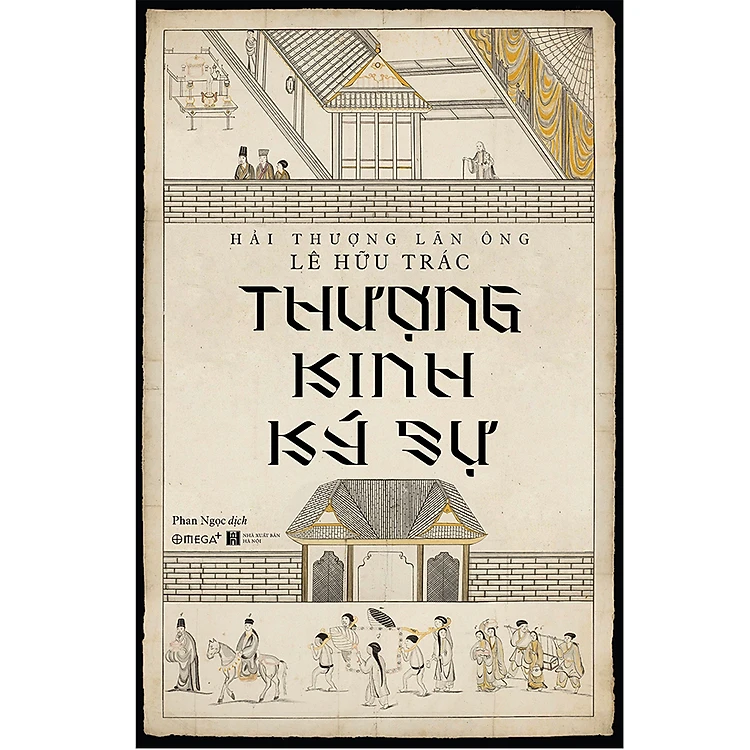 HẢI THƯỢNG LÃN ÔNG
LÊ HỮU TRÁC
THƯỢNG
KINH
KÝ SỰ
Phan Ngọc dịch
OMEGA+
NHÀ XUẤT BẢN
HÀ NỘI